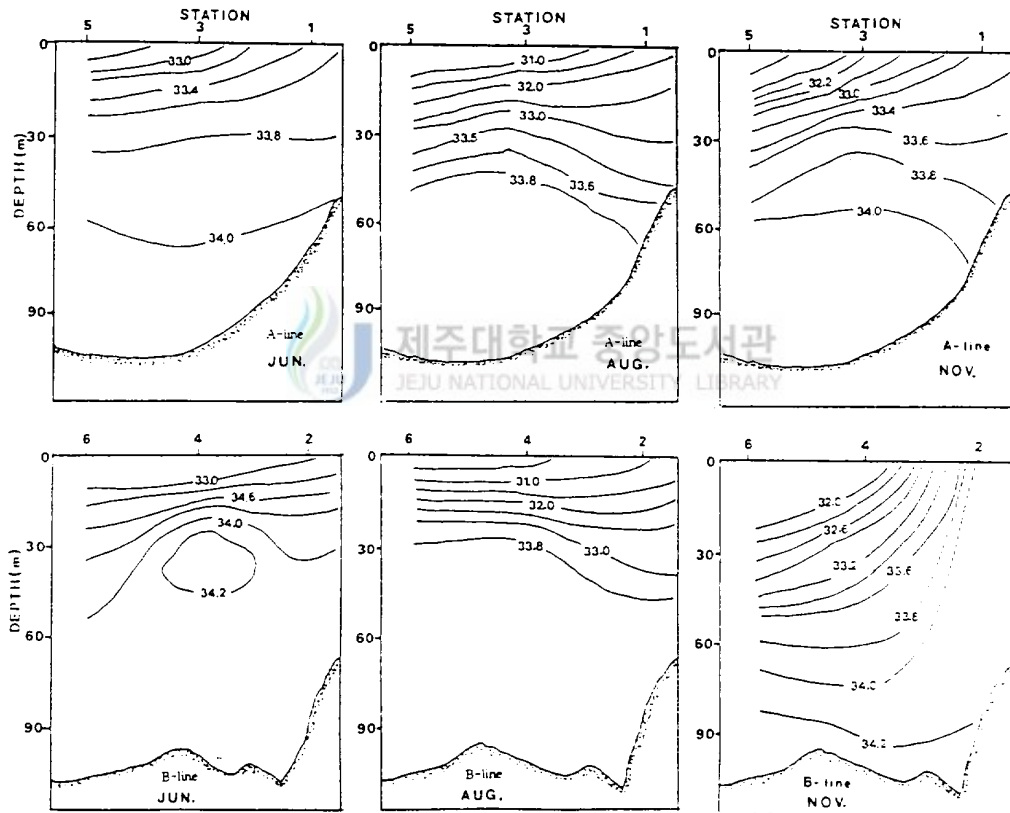 STATION STATION STATION
5 3 1 5 3 1 5 3 1
0 0 0
33.0 31.0 32.2
33.4 32.0 33.0
33.0 33.4
30 33.8 30 33.5 30 33.6
33.8 33.6 33.8
DEPTH (m)
60 34.0 60 60 34.0
90 90 90
A-line 제주대학교 중앙도서관 A-line
JUN. A-line NOV.
JEJU JEJU NATIONAL UNIVERSITY LIBRARY
AUG.
6 4 2 6 4 2 6 4 2
0 0 0
33.0 31.0 32.0
34.6 32.0 32.6
34.0
30 30 33.8 33.0 30
34.2 33.2 33.6
DEPTH (m)
60 60 60 33.8
34.0
90 90 90 34.2
B-line B-line B-line
JUN. AUG. NOV.